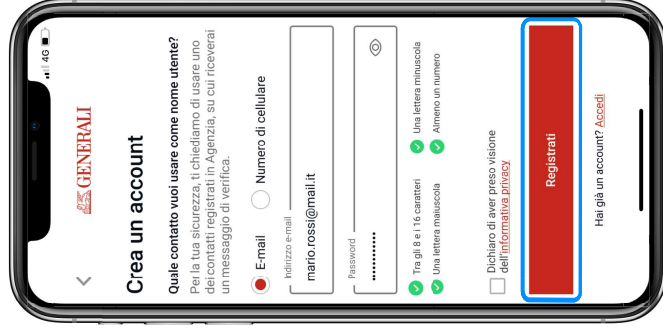 4G
GENERALI
Crea un account
Quale contatto vuoi usare come nome utente?
Per la tua sicurezza, ti chiediamo di usare uno
dei contatti registrati in Agenzia, su cui riceverai
un messaggio di verifica.
E-mail Numero di cellulare
Indirizzo e-mail
mario.rossi@mail.it
Password
••••••••••••
Tra gli 8 e i 16 caratteri Una lettera minuscola
Una lettera maiuscola Almeno un numero
Dichiaro di aver preso visione
dell'informativa privacy
Registrati
Hai già un account? Accedi